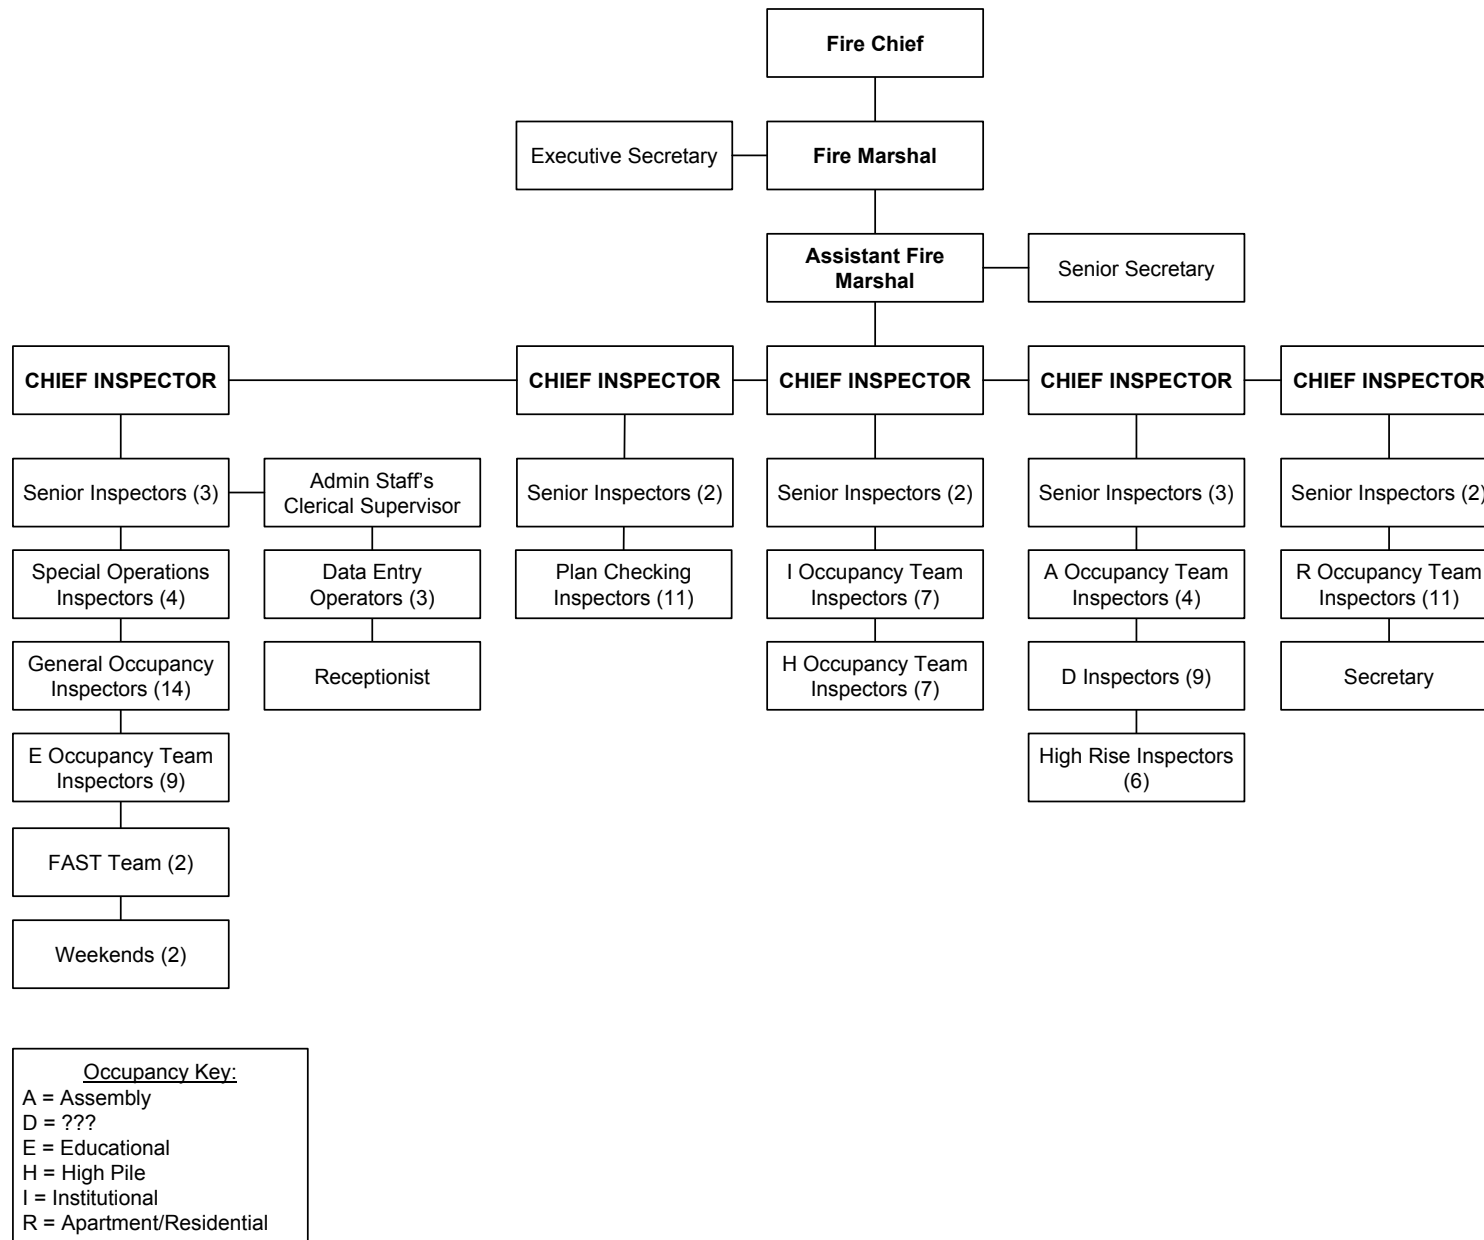 Fire Chief
Executive Secretary
Fire Marshal
Assistant Fire
Marshal
Senior Secretary
CHIEF INSPECTOR
CHIEF INSPECTOR
CHIEF INSPECTOR
CHIEF INSPECTOR
CHIEF INSPECTOR
Senior Inspectors (3)
Admin Staff's
Clerical Supervisor
Senior Inspectors (2)
Senior Inspectors (2)
Senior Inspectors (3)
Senior Inspectors (2)
Special Operations
Inspectors (4)
Data Entry
Operators (3)
Plan Checking
Inspectors (11)
I Occupancy Team
Inspectors (7)
A Occupancy Team
Inspectors (4)
R Occupancy Team
Inspectors (11)
General Occupancy
Inspectors (14)
Receptionist
H Occupancy Team
Inspectors (7)
D Inspectors (9)
Secretary
E Occupancy Team
Inspectors (9)
High Rise Inspectors
(6)
FAST Team (2)
Weekends (2)
Occupancy Key:
A = Assembly
D = ???
E = Educational
H = High Pile
I = Institutional
R = Apartment/Residential